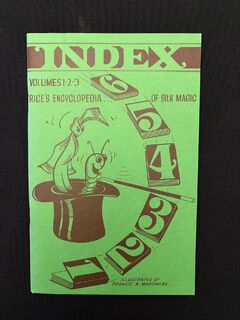 INDEX
VOLUMES 1-2-3
RICE'S ENCYCLOPEDIA... OF SILK MAGIC
6
5
4
3
2
1
ILLUSTRATED BY
FRANCIS B. MARTINEAU...